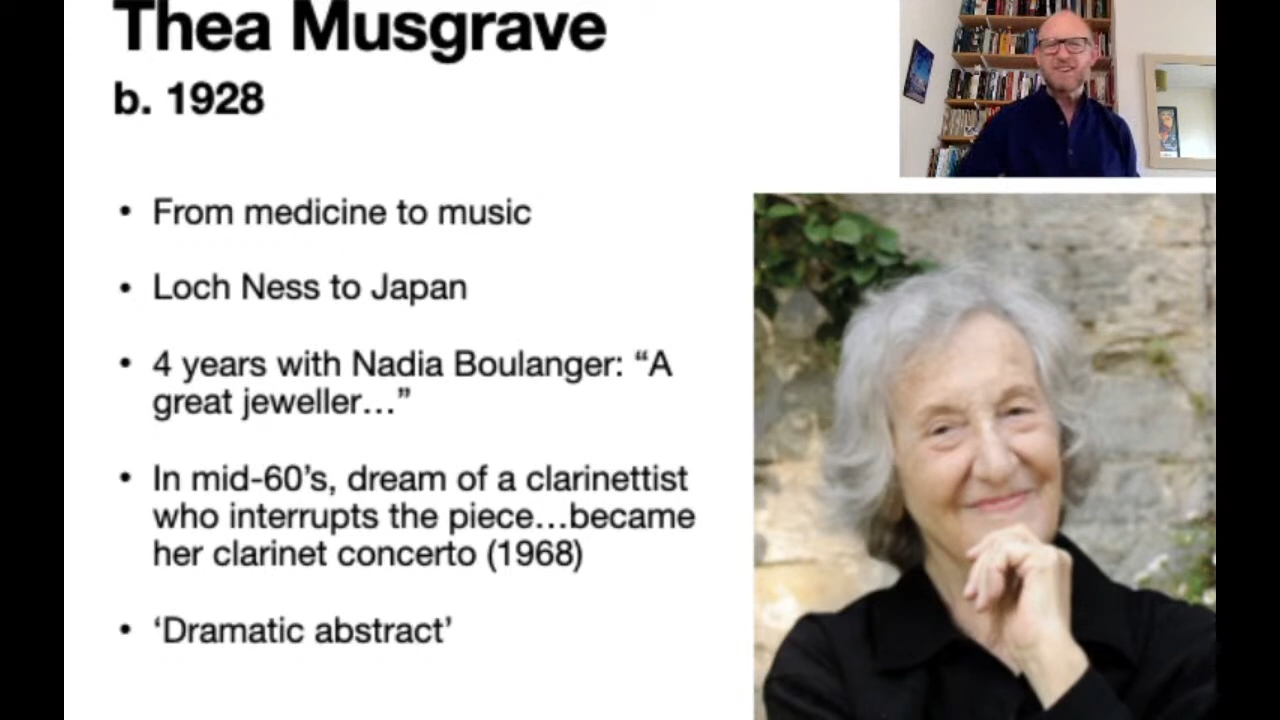 Thea Musgrave
b. 1928
• From medicine to music
• Loch Ness to Japan
• 4 years with Nadia Boulanger: “A
great jeweller…”
• In mid-60’s, dream of a clarinettist
who interrupts the piece…became
her clarinet concerto (1968)
• ‘Dramatic abstract’